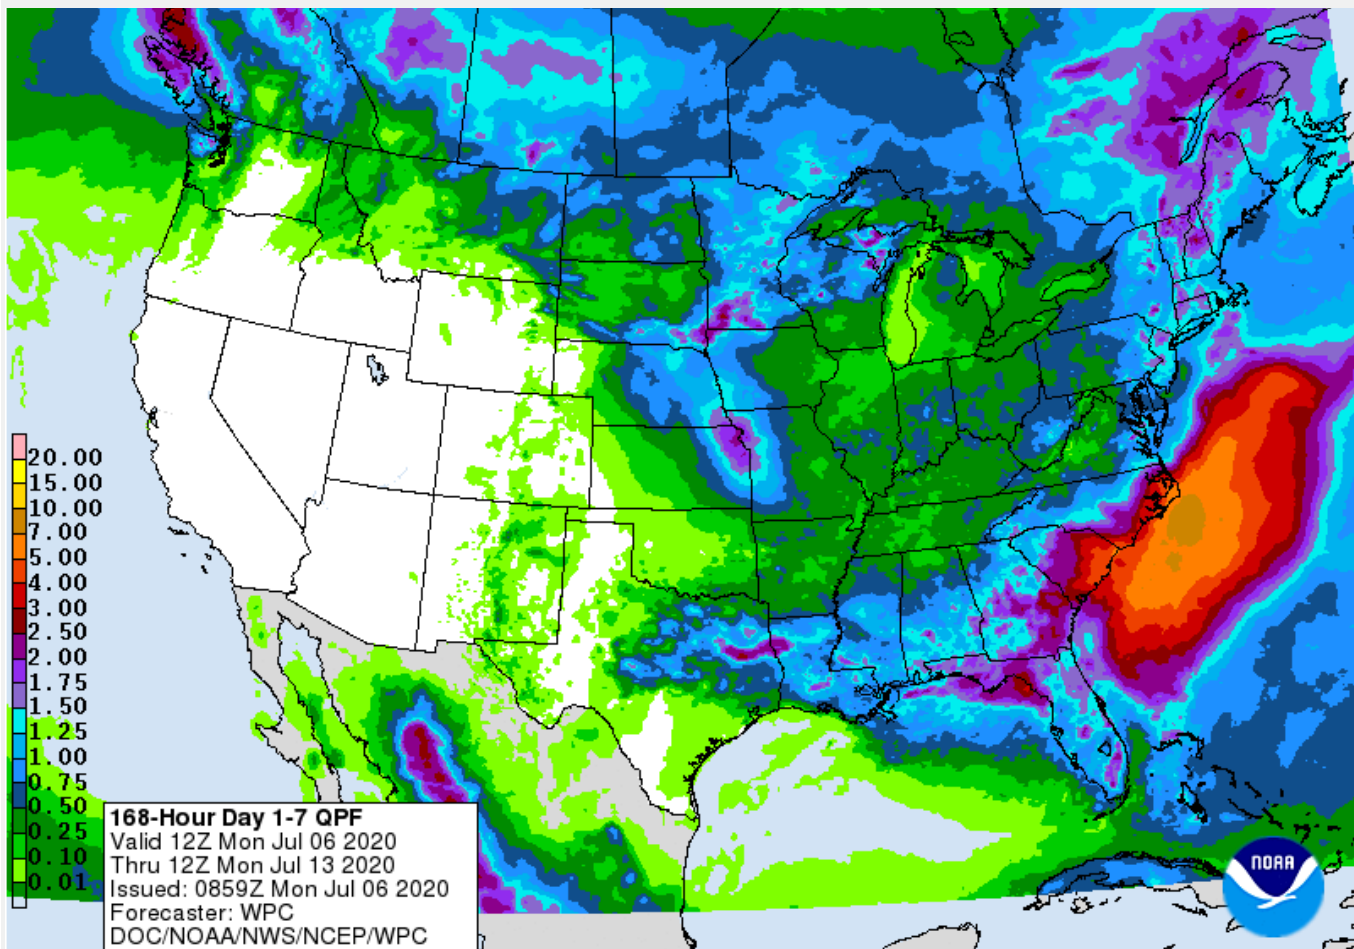 20.00
15.00
10.00
7.00
5.00
4.00
3.00
2.50
2.00
1.75
1.50
1.25
1.00
0.75
0.50
0.25
0.10
0.01
168-Hour Day 1-7 QPF
Valid 12Z Mon Jul 06 2020
Thru 12Z Mon Jul 13 2020
Issued: 0859Z Mon Jul 06 2020
Forecaster: WPC
DOC/NOAA/NWS/NCEP/WPC
NOAA